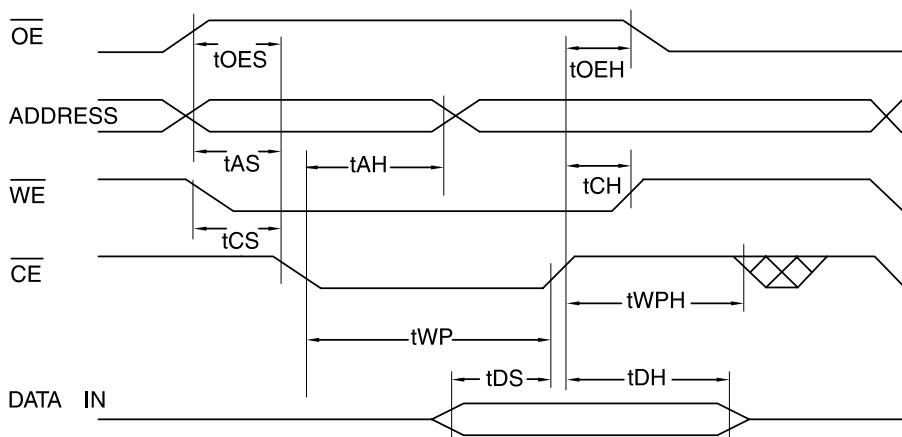 OE
tOES
tOEH
ADDRESS
tAS
tAH
tCH
WE
tCS
CE
tWPH
tWP
tDS
tDH
DATA IN